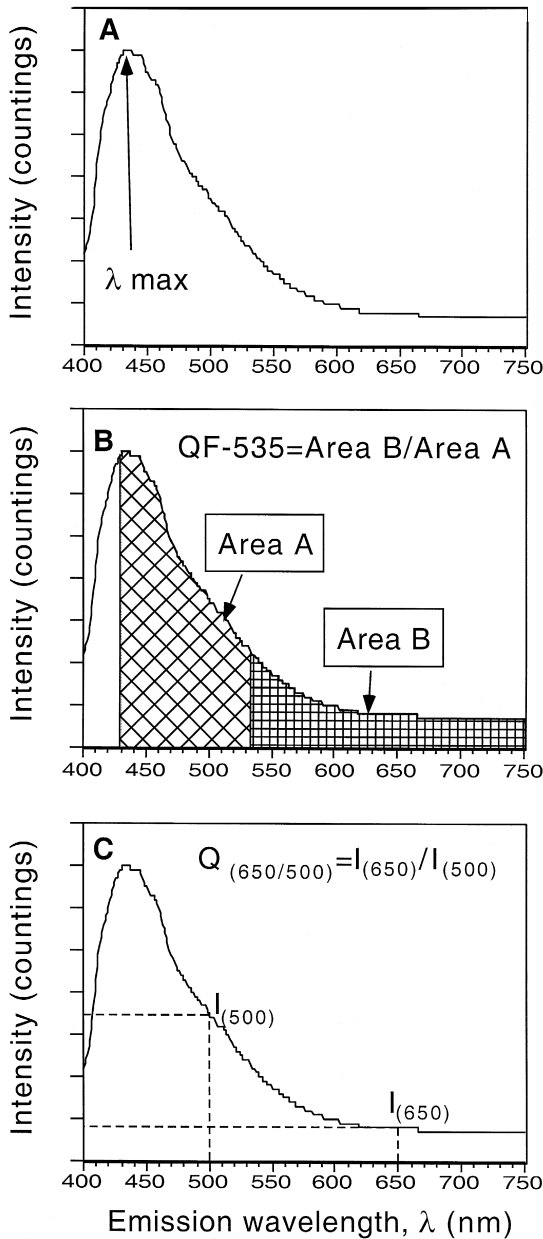 A
λ max
Intensity (countings)
400 450 500 550 600 650 700 750
B
QF-535=Area B/Area A
Area A
Area B
Intensity (countings)
400 450 500 550 600 650 700 750
C
Q (650/500)=I(650)/I(500)
I(500)
I(650)
Intensity (countings)
400 450 500 550 600 650 700 750
Emission wavelength, λ (nm)